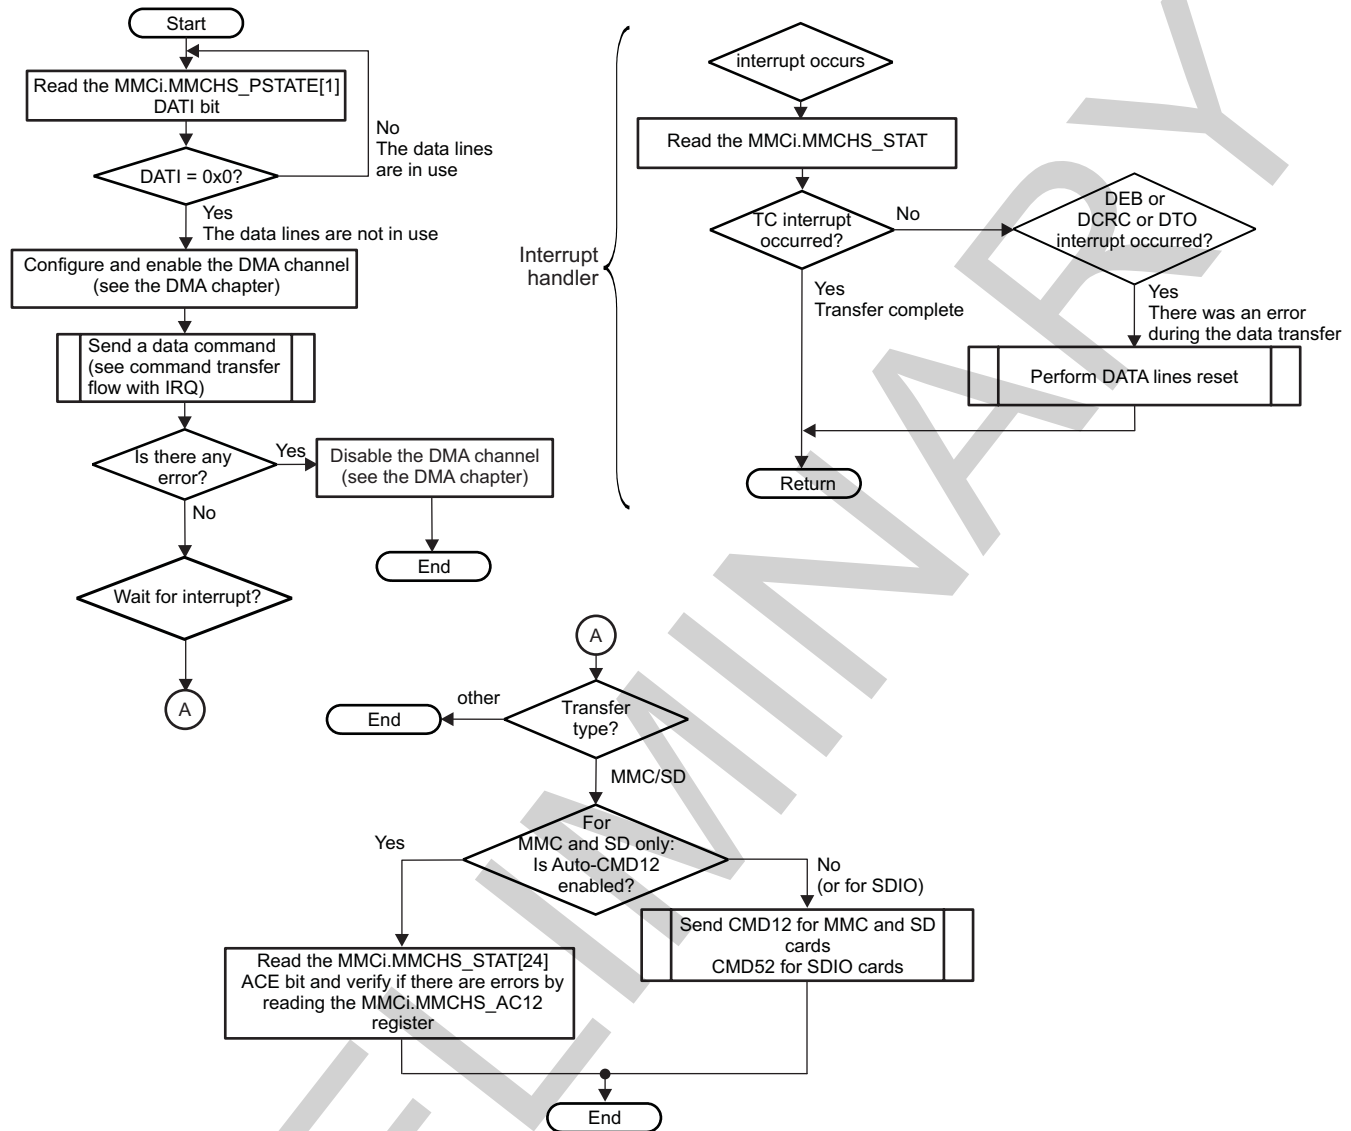 Start
Read the MMCi.MMCHS_PSTATE[1]
DATI bit
No
The data lines
are in use
DATI = 0x0?
Yes
The data lines are not in use
Configure and enable the DMA channel
(see the DMA chapter)
Send a data command
(see command transfer
flow with IRQ)
Is there any
error?
Yes
Disable the DMA channel
(see the DMA chapter)
No
End
Wait for interrupt?
A
Interrupt
handler
interrupt occurs
Read the MMCi.MMCHS_STAT
TC interrupt
occurred?
No
DEB or
DCRC or DTO
interrupt occurred?
Yes
Transfer complete
Yes
There was an error
during the data transfer
Perform DATA lines reset
Return
A
Transfer
type?
other
End
MMC/SD
For
MMC and SD only:
Is Auto-CMD12
enabled?
Yes
No
(or for SDIO)
Send CMD12 for MMC and SD
cards
CMD52 for SDIO cards
Read the MMCi.MMCHS_STAT[24]
ACE bit and verify if there are errors by
reading the MMCi.MMCHS_AC12
register
End
ELIMINARY